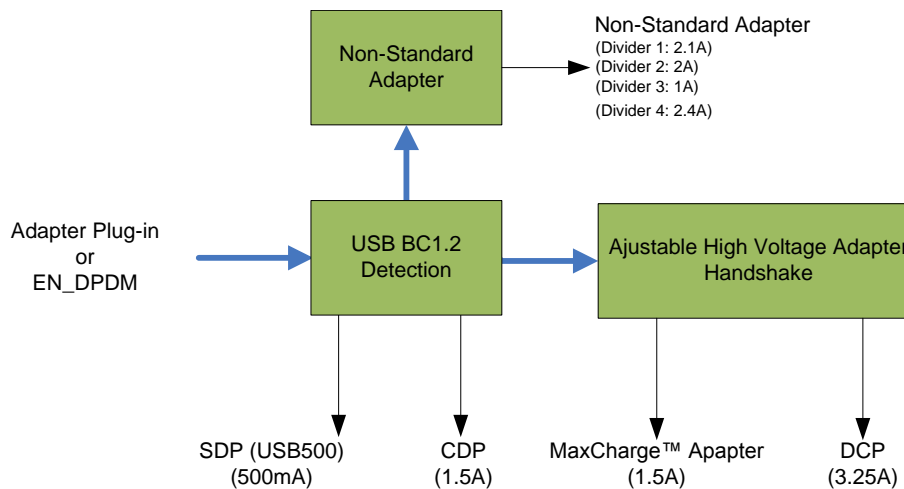 Non-Standard
Adapter
Non-Standard Adapter
(Divider 1: 2.1A)
(Divider 2: 2A)
(Divider 3: 1A)
(Divider 4: 2.4A)
Adapter Plug-in
or
EN_DPDM
USB BC1.2
Detection
Ajustable High Voltage Adapter
Handshake
SDP (USB500)
(500mA)
CDP
(1.5A)
MaxCharge™ Apapter
(1.5A)
DCP
(3.25A)